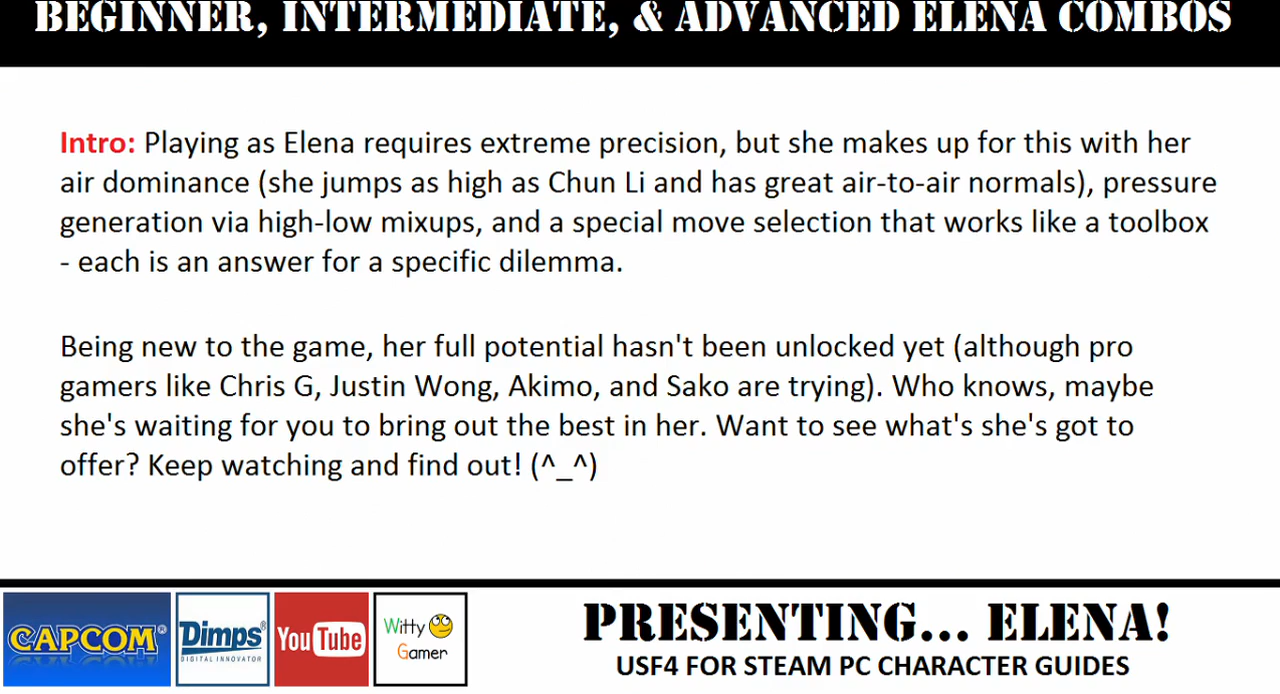 BEGINNER, INTERMEDIATE, & ADVANCED ELENA COMBOS
Intro: Playing as Elena requires extreme precision, but she makes up for this with her
air dominance (she jumps as high as Chun Li and has great air-to-air normals), pressure
generation via high-low mixups, and a special move selection that works like a toolbox
- each is an answer for a specific dilemma.
Being new to the game, her full potential hasn't been unlocked yet (although pro
gamers like Chris G, Justin Wong, Akimo, and Sako are trying). Who knows, maybe
she's waiting for you to bring out the best in her. Want to see what's she's got to
offer? Keep watching and find out! (^_^)
CAPCOM®
Dimps®
DIGITAL INNOVATOR
YouTube
Witty
Gamer
PRESENTING... ELENA!
USF4 FOR STEAM PC CHARACTER GUIDES